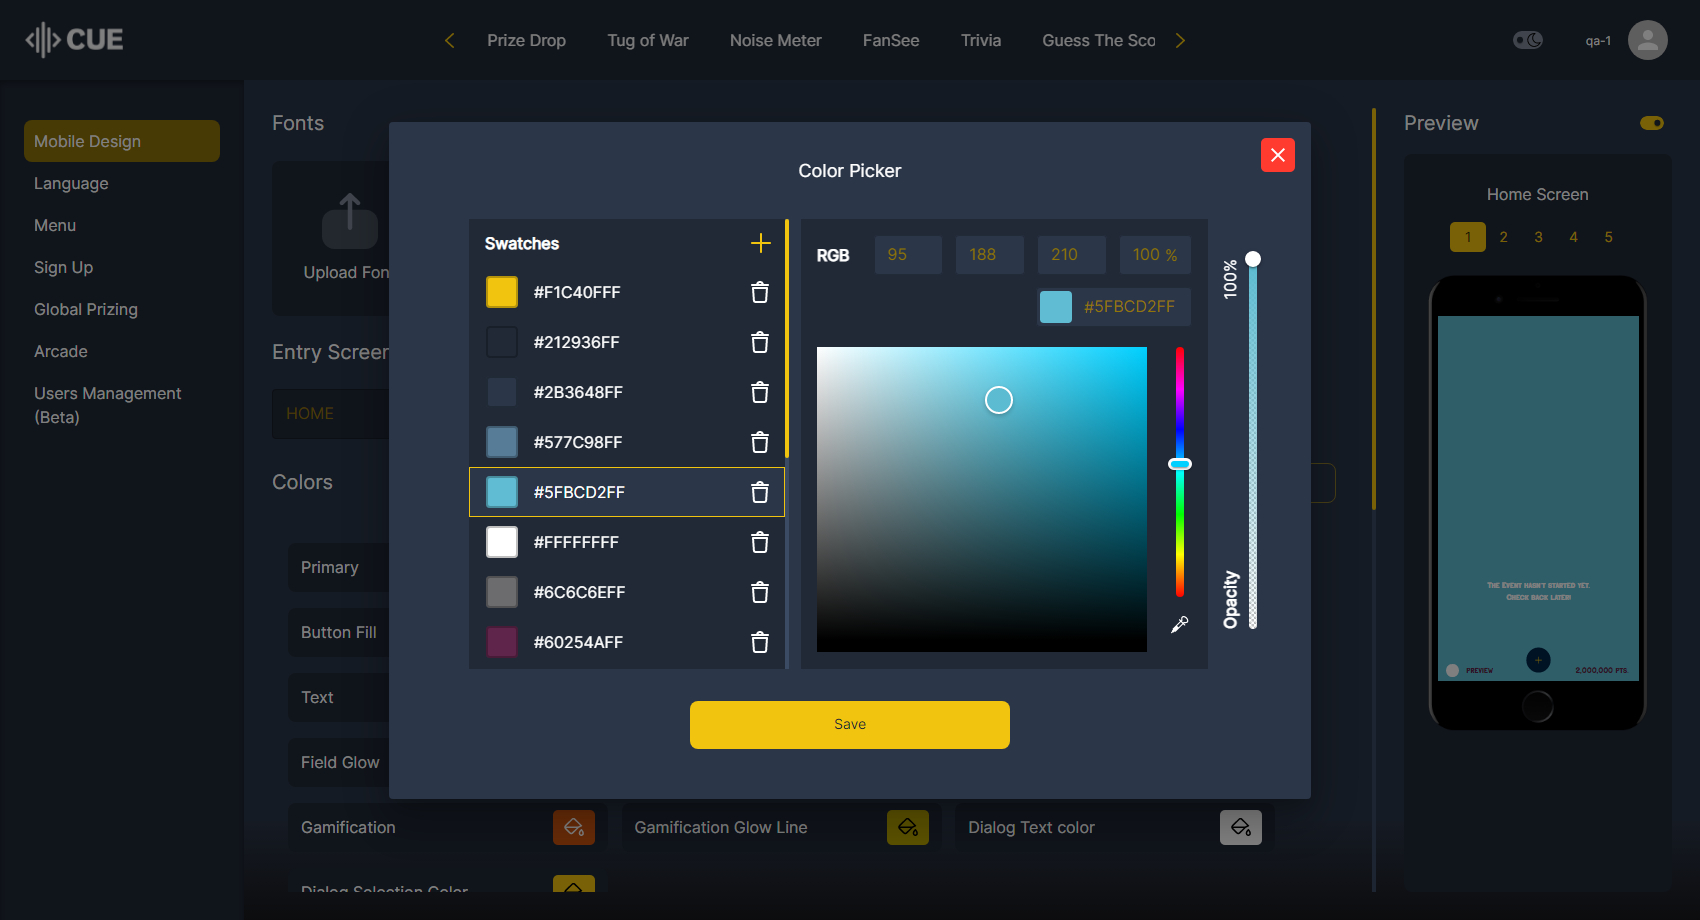 CUE
Prize Drop
Tug of War
Noise Meter
FanSee
Trivia
Guess The Sco
qa-1
Mobile Design
Language
Menu
Sign Up
Global Prizing
Arcade
Users Management
(Beta)
Fonts
Upload Fon
Entry Screen
HOME
Colors
Primary
Button Fill
Text
Field Glow
Gamification
Gamification Glow Line
Dialog Text color
Dialog Selection Color
Color Picker
Swatches
#F1C40FFF
#212936FF
#2B3648FF
#577C98FF
#5FBCD2FF
#FFFFFFFF
#6C6C6EFF
#60254AFF
RGB
95
188
210
100 %
#5FBCD2FF
100%
Opacity
Save
Preview
Home Screen
1
2
3
4
5
The Event hasn't started yet.
Check back later!
PREVIEW
2,000,000 PTS